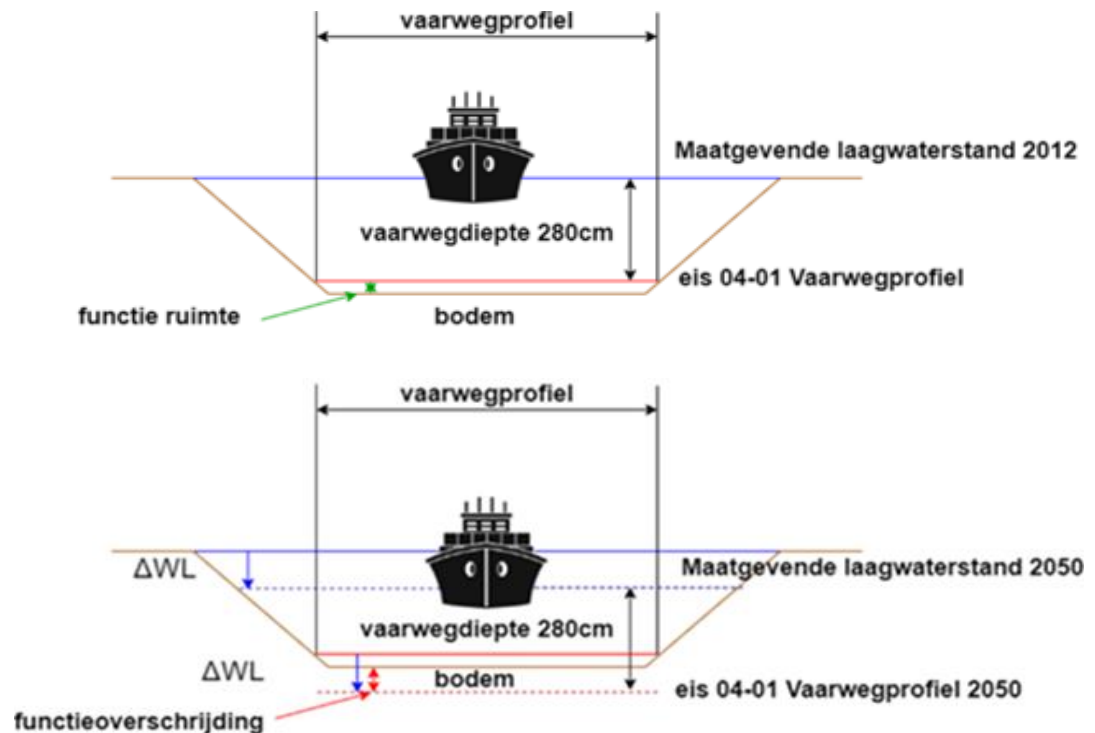 vaarwegprofiel
Maatgevende laagwaterstand 2012
vaarwegdiepte 280cm
eis 04-01 Vaarwegprofiel
functie ruimte
bodem
vaarwegprofiel
ΔWL
Maatgevende laagwaterstand 2050
vaarwegdiepte 280cm
ΔWL
bodem
eis 04-01 Vaarwegprofiel 2050
functieoverschrijding